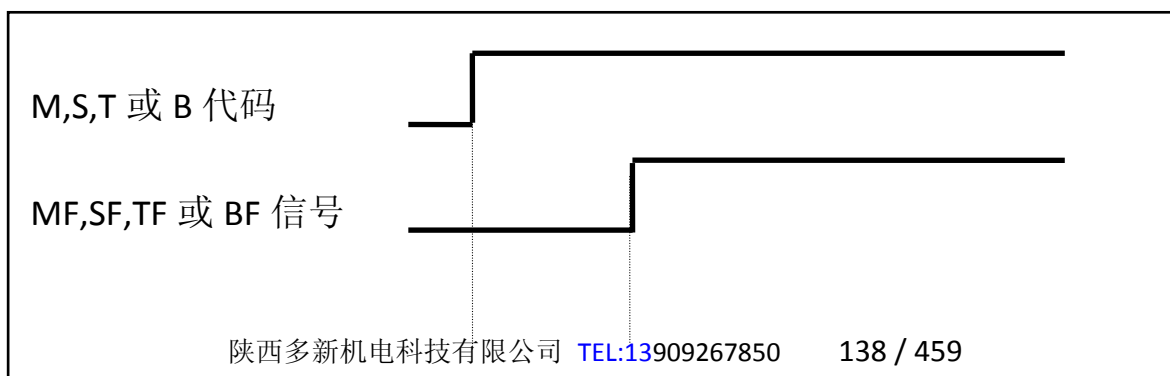 M,S,T 或 B 代码
MF,SF,TF 或 BF 信号
陕西多新机电科技有限公司 TEL:13909267850 138 / 459